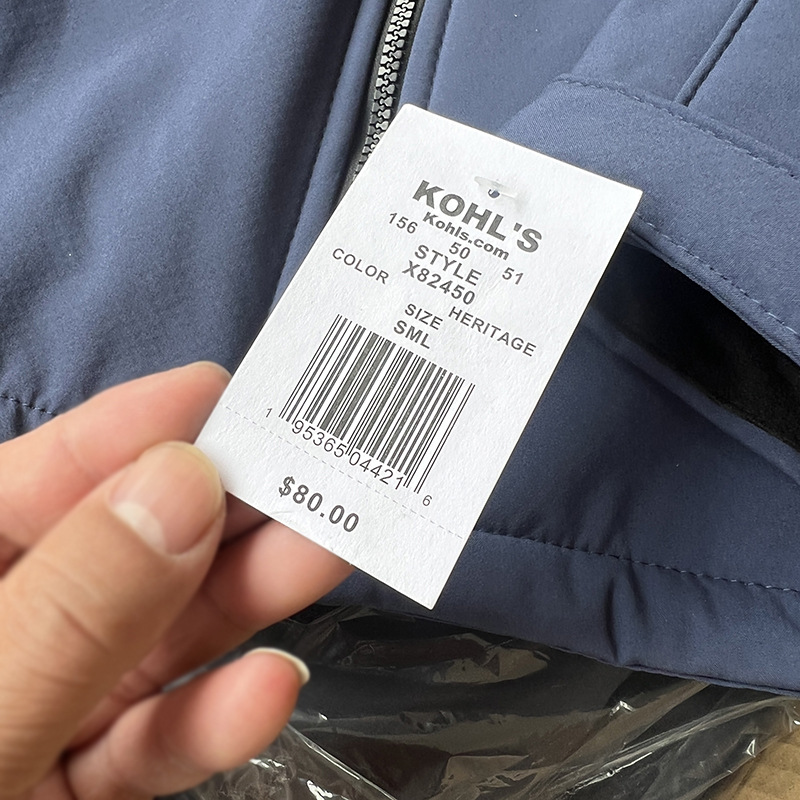 KOHL'S
Kohls.com
156 50 51
STYLE
X82450
COLOR HERITAGE
SIZE
SML
1 95365 04421 6
$80.00